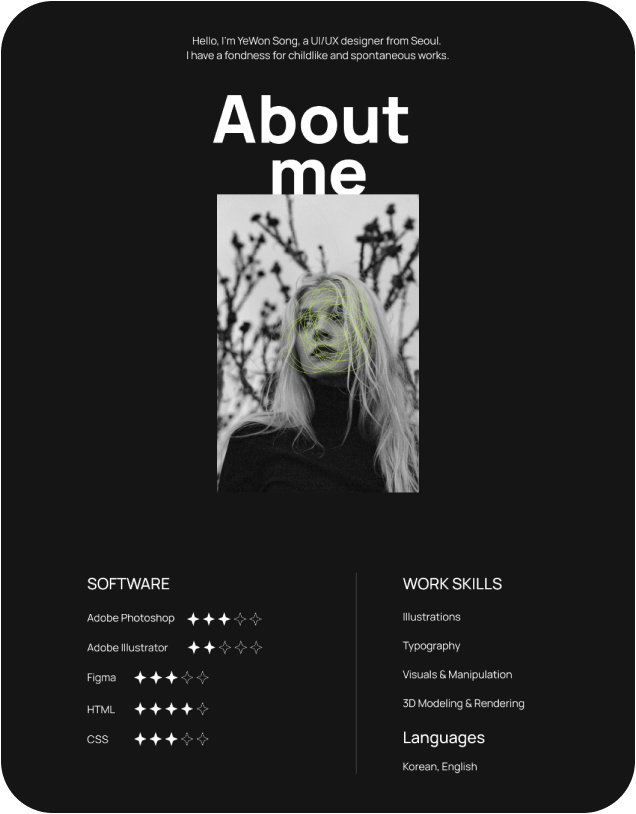 Hello, I'm YeWon Song, a UI/UX designer from Seoul.
I have a fondness for childlike and spontaneous works.
About
me
SOFTWARE
Adobe Photoshop
Adobe Illustrator
Figma
HTML
CSS
WORK SKILLS
Illustrations
Typography
Visuals & Manipulation
3D Modeling & Rendering
Languages
Korean, English